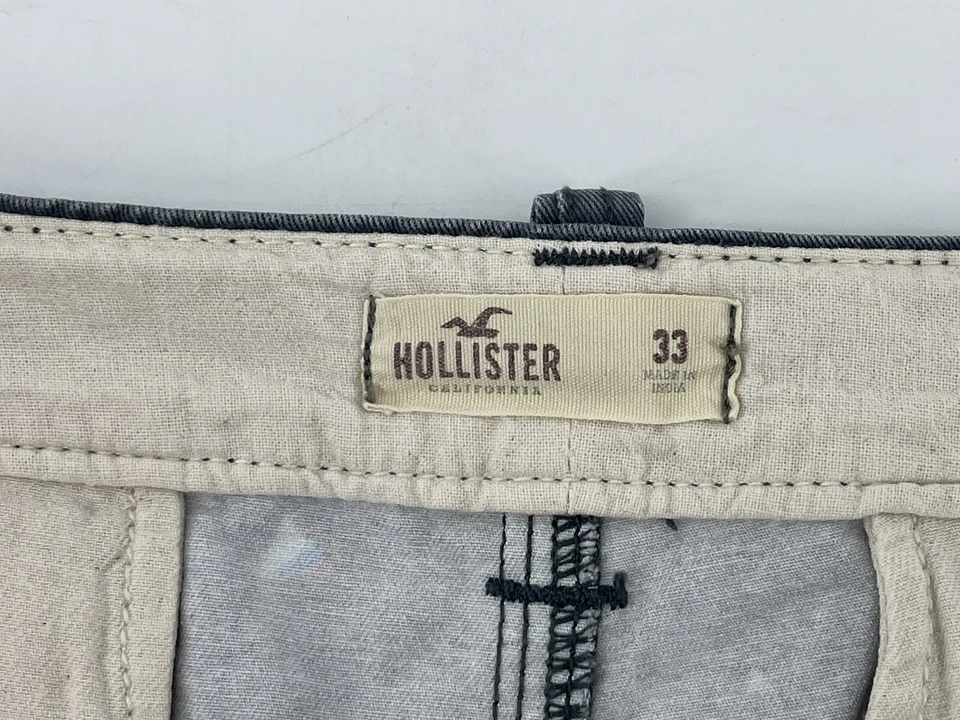 HOLLISTER
CALIFORNIA
33
MADE IN
INDIA